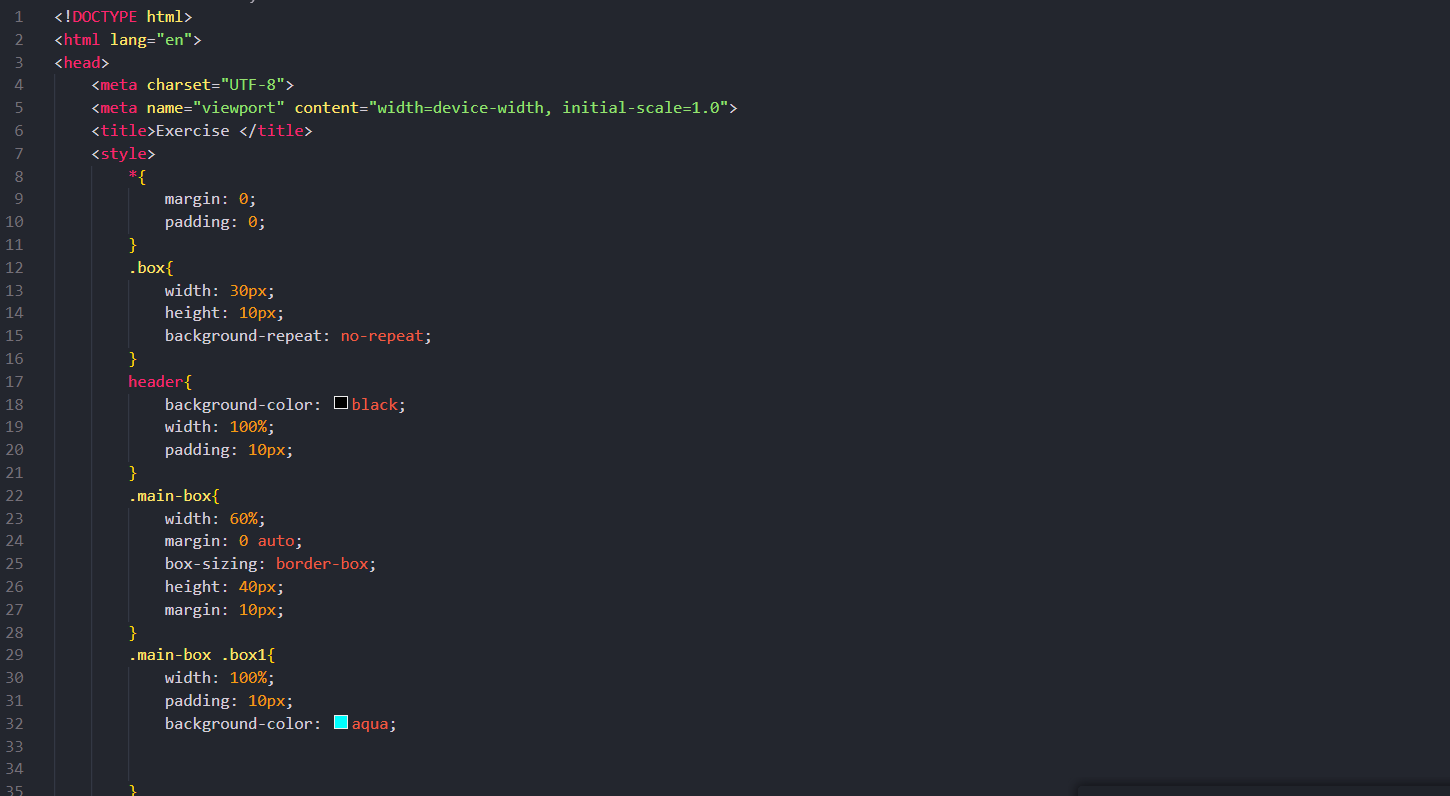 1 <!DOCTYPE html>
2 <html lang="en">
3 <head>
4 <meta charset="UTF-8">
5 <meta name="viewport" content="width=device-width, initial-scale=1.0">
6 <title>Exercise </title>
7 <style>
8 *{
9 margin: 0;
10 padding: 0;
11 }
12 .box{
13 width: 30px;
14 height: 10px;
15 background-repeat: no-repeat;
16 }
17 header{
18 background-color: black;
19 width: 100%;
20 padding: 10px;
21 }
22 .main-box{
23 width: 60%;
24 margin: 0 auto;
25 box-sizing: border-box;
26 height: 40px;
27 margin: 10px;
28 }
29 .main-box .box1{
30 width: 100%;
31 padding: 10px;
32 background-color: aqua;
33
34
35 }